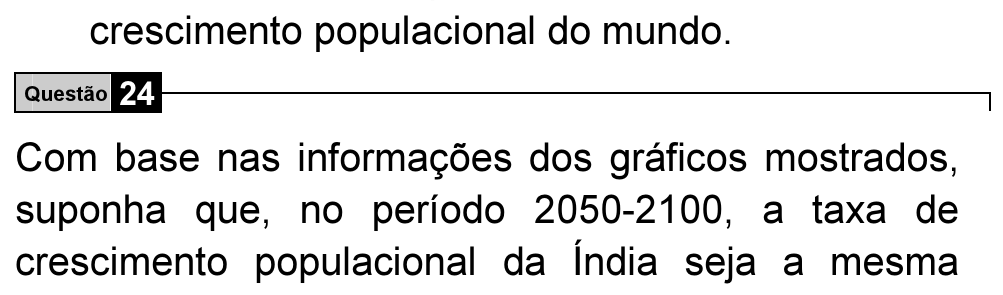 crescimento populacional do mundo.
Questão 24
Com base nas informações dos gráficos mostrados,
suponha que, no período 2050-2100, a taxa de
crescimento populacional da Índia seja a mesma